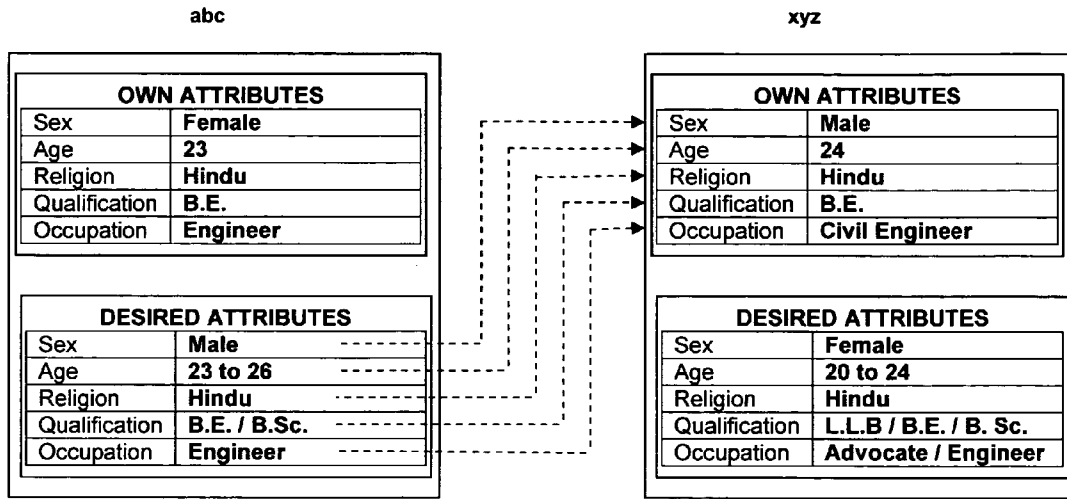 abc
OWN ATTRIBUTES
Sex Female
Age 23
Religion Hindu
Qualification B.E.
Occupation Engineer
DESIRED ATTRIBUTES
Sex Male
Age 23 to 26
Religion Hindu
Qualification B.E. / B.Sc.
Occupation Engineer
xyz
OWN ATTRIBUTES
Sex Male
Age 24
Religion Hindu
Qualification B.E.
Occupation Civil Engineer
DESIRED ATTRIBUTES
Sex Female
Age 20 to 24
Religion Hindu
Qualification L.L.B / B.E. / B. Sc.
Occupation Advocate / Engineer